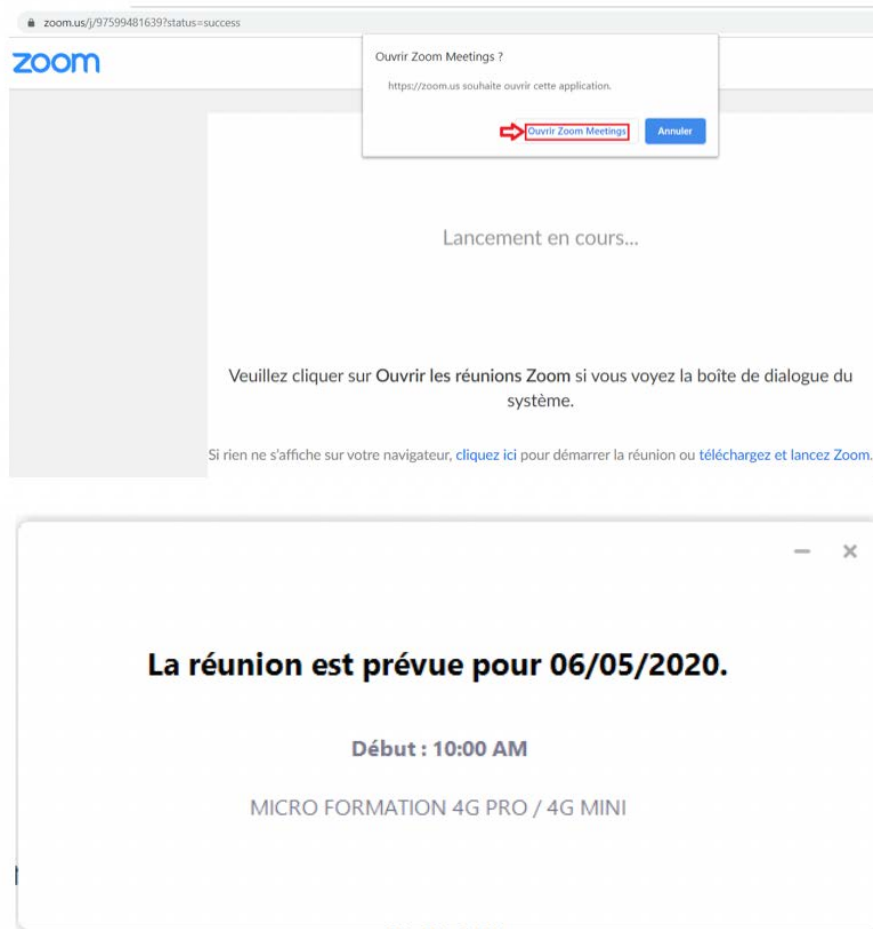 zoom.us/j/97599481639?status=success
zoom
Ouvrir Zoom Meetings ?
https://zoom.us souhaite ouvrir cette application.
Ouvrir Zoom Meetings
Annuler
Lancement en cours...
Veuillez cliquer sur Ouvrir les réunions Zoom si vous voyez la boîte de dialogue du
système.
Si rien ne s'affiche sur votre navigateur, cliquez ici pour démarrer la réunion ou téléchargez et lancez Zoom.
La réunion est prévue pour 06/05/2020.
Début : 10:00 AM
MICRO FORMATION 4G PRO / 4G MINI